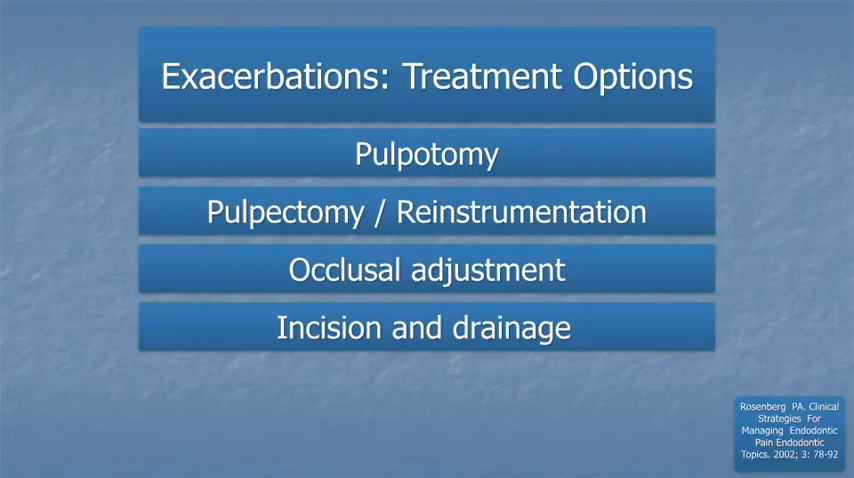 Exacerbations: Treatment Options
Pulpotomy
Pulpectomy / Reinstrumentation
Occlusal adjustment
Incision and drainage
Rosenberg PA. Clinical
Strategies For
Managing Endodontic
Pain Endodontic
Topics. 2002; 3: 78-92